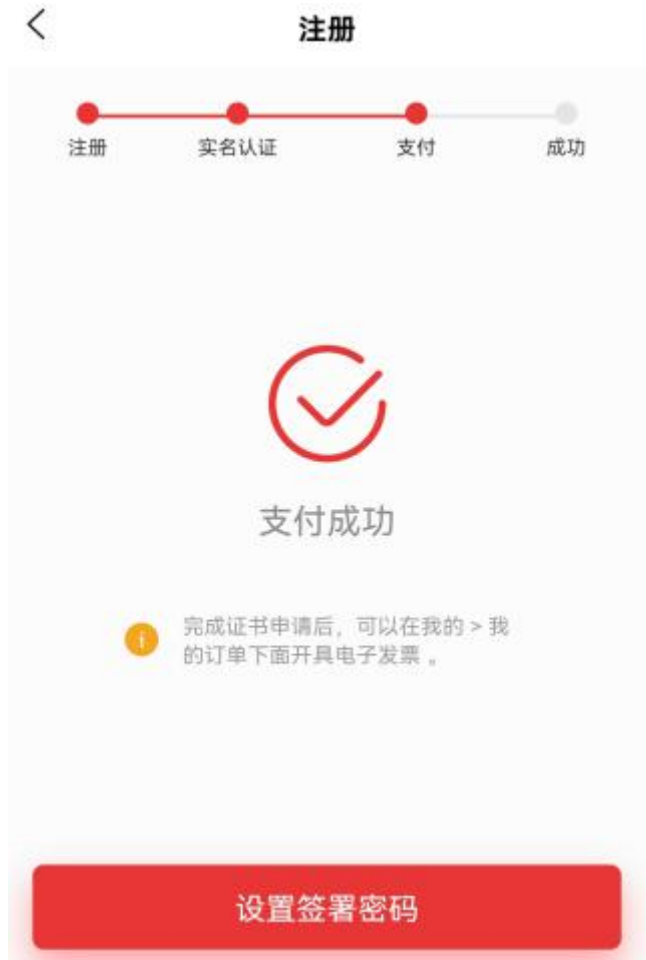 注册
注册 实名认证 支付 成功
支付成功
完成证书申请后，可以在我的 > 我
的订单下面开具电子发票 。
设置签署密码